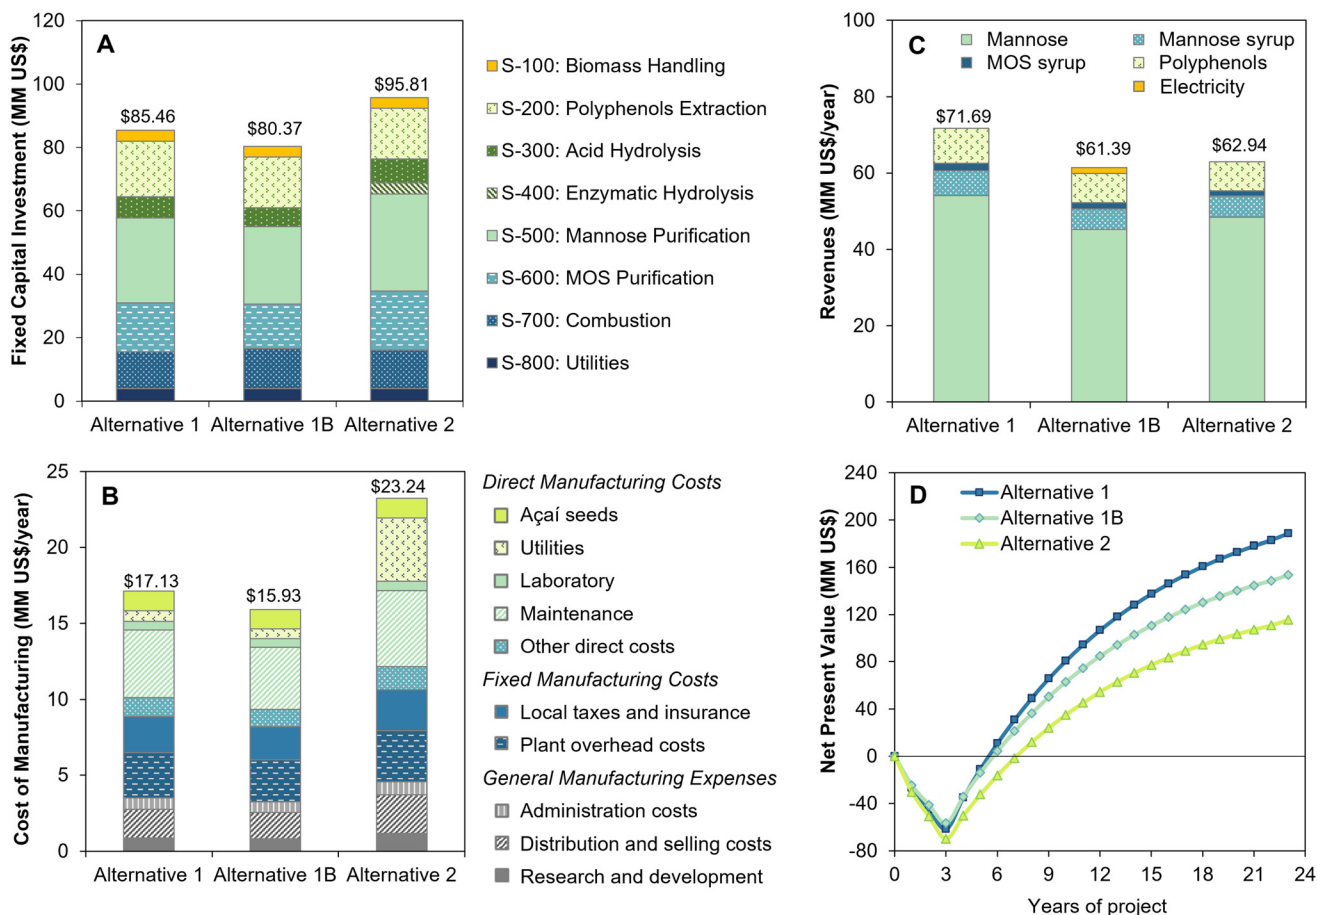 A
Fixed Capital Investment (MM US$)
120
100
80
60
40
20
0
$85.46
$80.37
$95.81
Alternative 1
Alternative 1B
Alternative 2
S-100: Biomass Handling
S-200: Polyphenols Extraction
S-300: Acid Hydrolysis
S-400: Enzymatic Hydrolysis
S-500: Mannose Purification
S-600: MOS Purification
S-700: Combustion
S-800: Utilities
C
Revenues (MM US$/year)
100
80
60
40
20
0
Mannose
Mannose syrup
MOS syrup
Polyphenols
Electricity
$71.69
$61.39
$62.94
Alternative 1
Alternative 1B
Alternative 2
B
Cost of Manufacturing (MM US$/year)
25
20
15
10
5
0
$17.13
$15.93
$23.24
Alternative 1
Alternative 1B
Alternative 2
Direct Manufacturing Costs
Açaí seeds
Utilities
Laboratory
Maintenance
Other direct costs
Fixed Manufacturing Costs
Local taxes and insurance
Plant overhead costs
General Manufacturing Expenses
Administration costs
Distribution and selling costs
Research and development
D
Net Present Value (MM US$)
240
200
160
120
80
40
0
-40
-80
Alternative 1
Alternative 1B
Alternative 2
0
3
6
9
12
15
18
21
24
Years of project